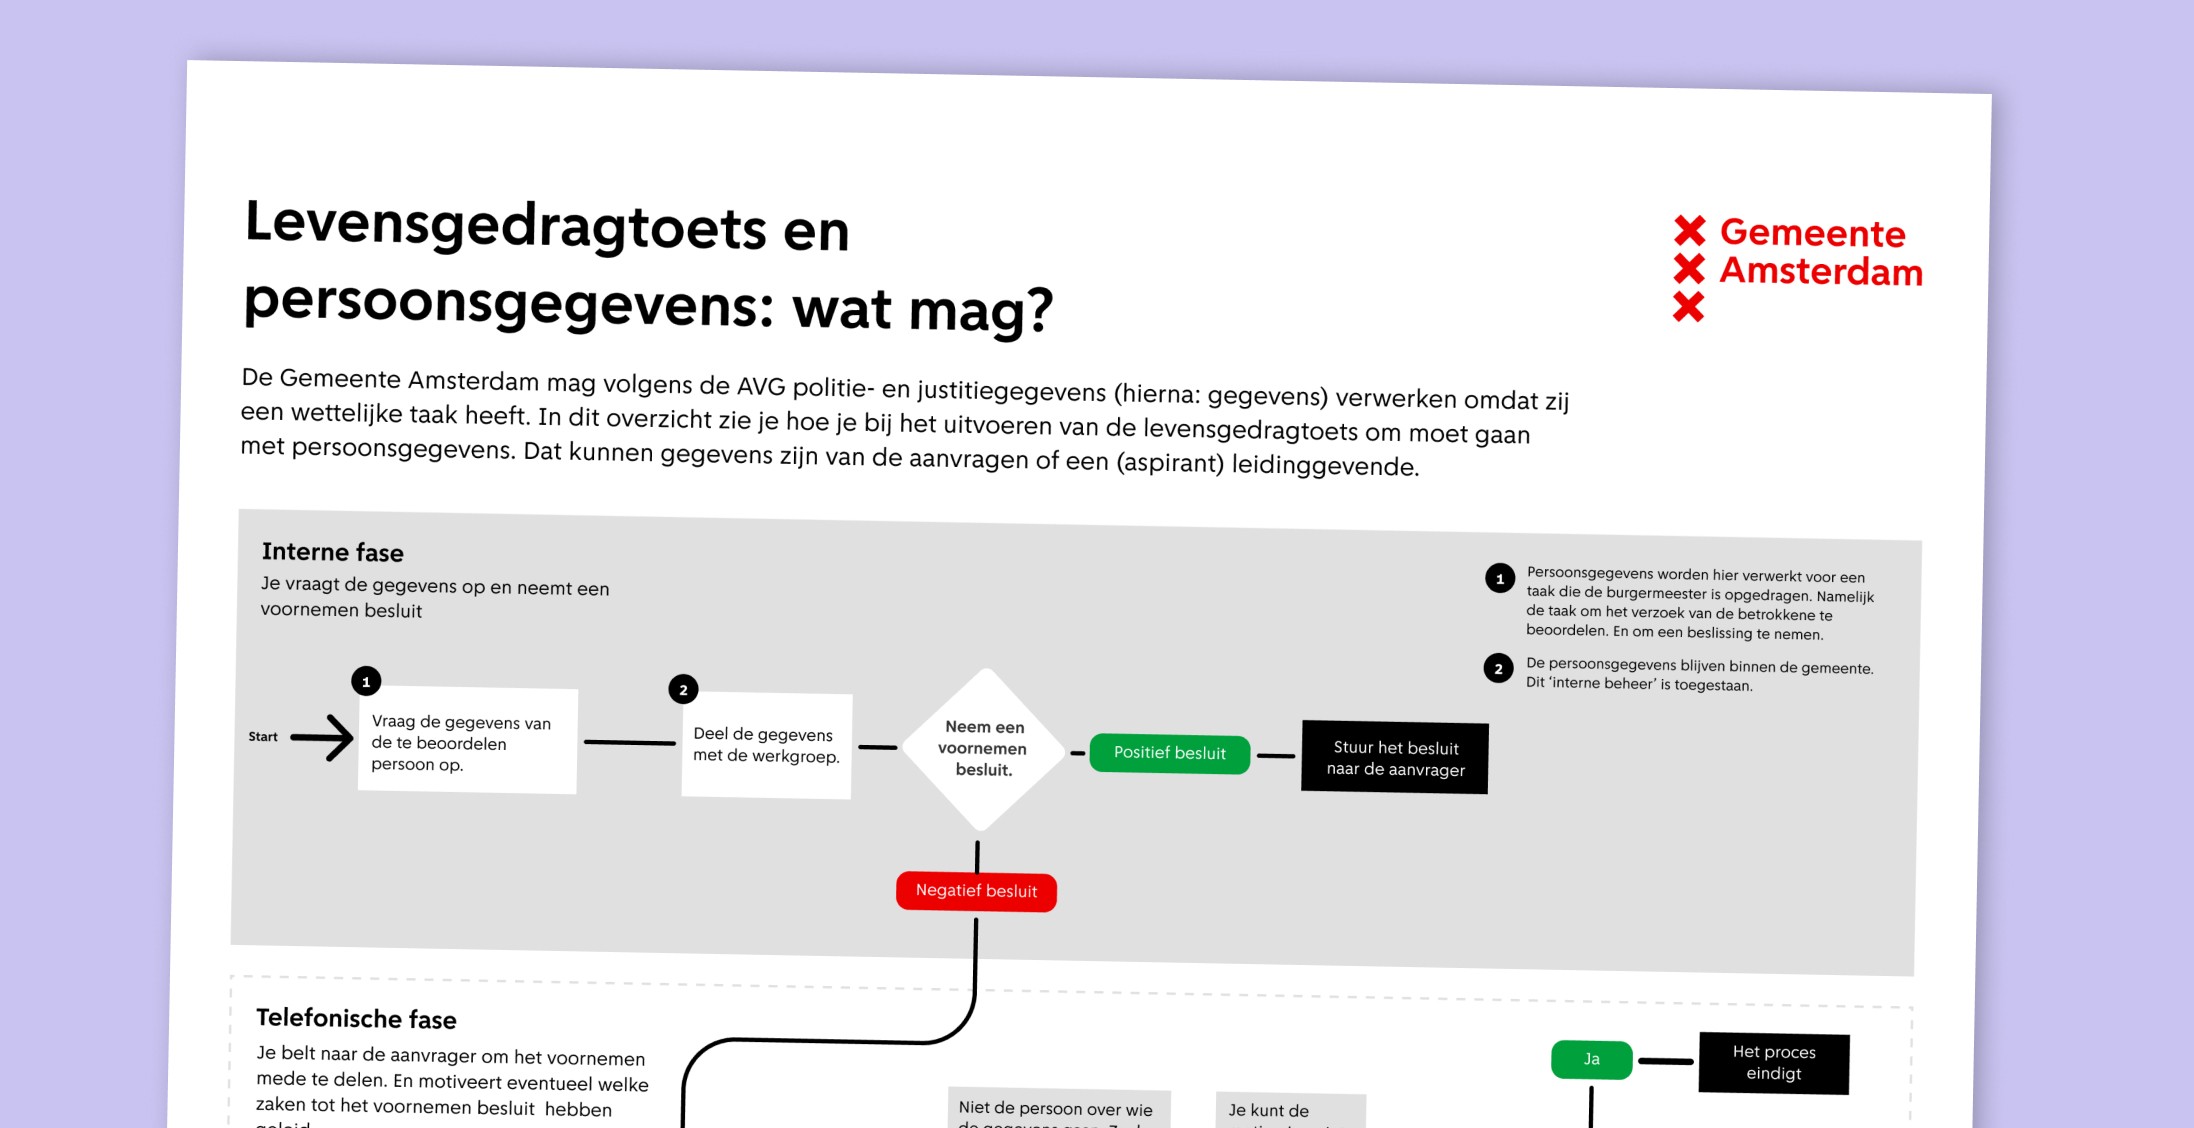 Levensgedragtoets en
persoonsgegevens: wat mag?
Gemeente
Amsterdam
De Gemeente Amsterdam mag volgens de AVG politie- en justitiegegevens (hierna: gegevens) verwerken omdat zij
een wettelijke taak heeft. In dit overzicht zie je hoe je bij het uitvoeren van de levensgedragtoets om moet gaan
met persoonsgegevens. Dat kunnen gegevens zijn van de aanvragen of een (aspirant) leidinggevende.
Interne fase
Je vraagt de gegevens op en neemt een
voornemen besluit
1
Persoonsgegevens worden hier verwerkt voor een
taak die de burgermeester is opgedragen. Namelijk
de taak om het verzoek van de betrokkene te
beoordelen. En om een beslissing te nemen.
2
De persoonsgegevens blijven binnen de gemeente.
Dit ‘interne beheer’ is toegestaan.
Start
1
Vraag de gegevens van
de te beoordelen
persoon op.
2
Deel de gegevens
met de werkgroep.
Neem een
voornemen
besluit.
Positief besluit
Stuur het besluit
naar de aanvrager
Negatief besluit
Telefonische fase
Je belt naar de aanvrager om het voornemen
mede te delen. En motiveert eventueel welke
zaken tot het voornemen besluit hebben
Niet de persoon over wie
Je kunt de
Ja
Het proces
eindigt